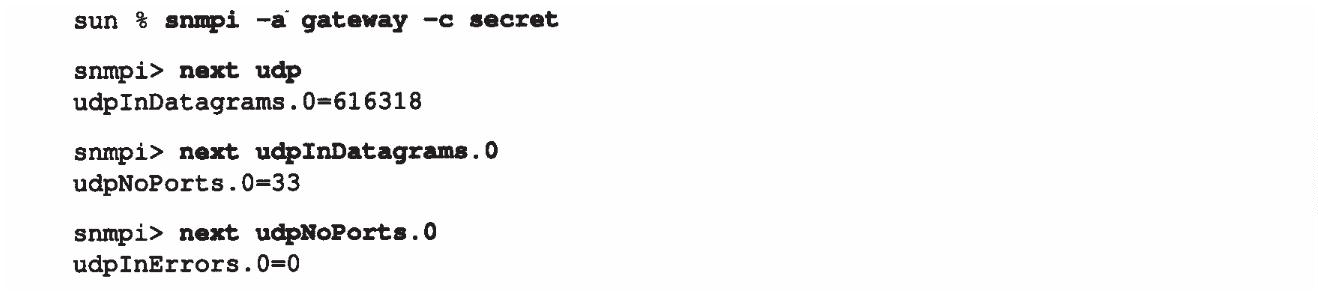 sun % snmpi -a gateway -c secret
snmpi> next udp
udpInDatagrams.0=616318
snmpi> next udpInDatagrams.0
udpNoPorts.0=33
snmpi> next udpNoPorts.0
udpInErrors.0=0